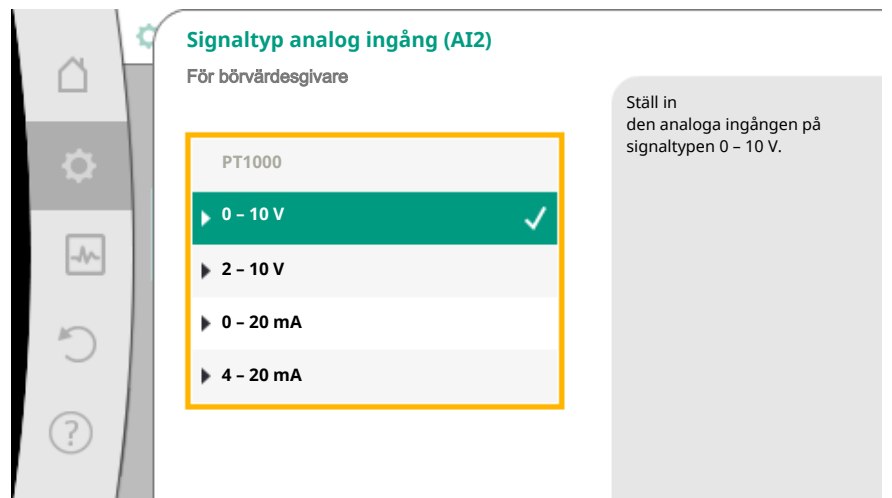 Signaltyp analog ingång (AI2)
För börvärdesgivare
PT1000
0 – 10 V
2 – 10 V
0 – 20 mA
4 – 20 mA
Ställ in
den analoga ingången på
signaltypen 0 – 10 V.
?